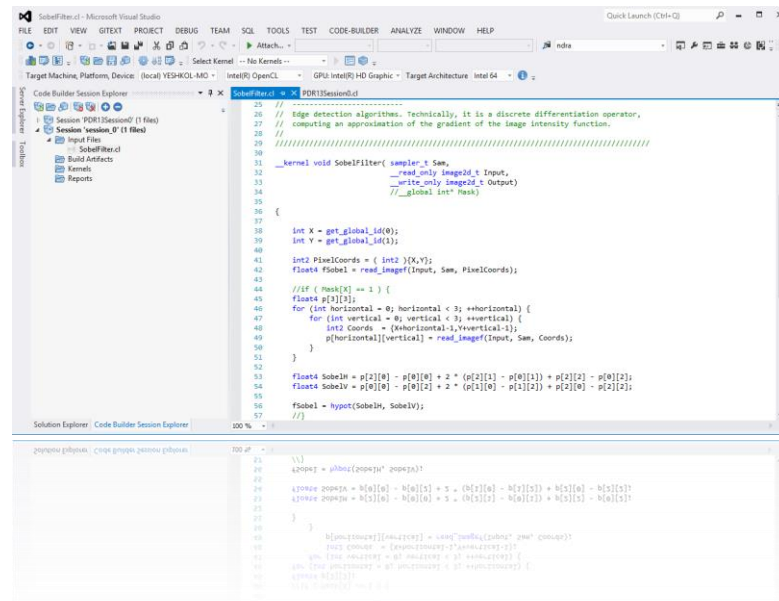 SobelFilter.cl - Microsoft Visual Studio
Quick Launch (Ctrl+Q)
FILE EDIT VIEW GITEXT PROJECT DEBUG TEAM SQL TOOLS TEST CODE-BUILDER ANALYZE WINDOW HELP
Attach... ndra
Select Kernel -- No Kernels --
Target Machine, Platform, Device: (local) YESHKOL-MO Intel(R) OpenCL GPU: Intel(R) HD Graphic Target Architecture Intel 64
Server Explorer
Toolbox
Code Builder Session Explorer
Session 'PDR13Session0' (1 files)
Session 'session_0' (1 files)
Input Files
SobelFilter.cl
Build Artifacts
Kernels
Reports
Solution Explorer Code Builder Session Explorer
SobelFilter.cl PDR13Session0.cl
25 // --------------------------
26 // Edge detection algorithms. Technically, it is a discrete differentiation operator,
27 // computing an approximation of the gradient of the image intensity function.
28 //
29 ////////////////////////////////////////////////////////////////////////////////////////
30
31 __kernel void SobelFilter( sampler_t Sam,
32 __read_only image2d_t Input,
33 __write_only image2d_t Output)
34 //__global int* Mask)
35
36 {
37
38 int X = get_global_id(0);
39 int Y = get_global_id(1);
40
41 int2 PixelCoords = ( int2 ){X,Y};
42 float4 fSobel = read_imagef(Input, Sam, PixelCoords);
43
44 //if ( Mask[X] == 1 ) {
45 float4 p[3][3];
46 for (int horizontal = 0; horizontal < 3; ++horizontal) {
47 for (int vertical = 0; vertical < 3; ++vertical) {
48 int2 Coords = {X+horizontal-1,Y+vertical-1};
49 p[horizontal][vertical] = read_imagef(Input, Sam, Coords);
50 }
51 }
52
53 float4 SobelH = p[2][0] - p[0][0] + 2 * (p[2][1] - p[0][1]) + p[2][2] - p[0][2];
54 float4 SobelV = p[0][0] - p[0][2] + 2 * (p[1][0] - p[1][2]) + p[2][0] - p[2][2];
55
56 fSobel = hypot(SobelH, SobelV);
57 //}
100 %